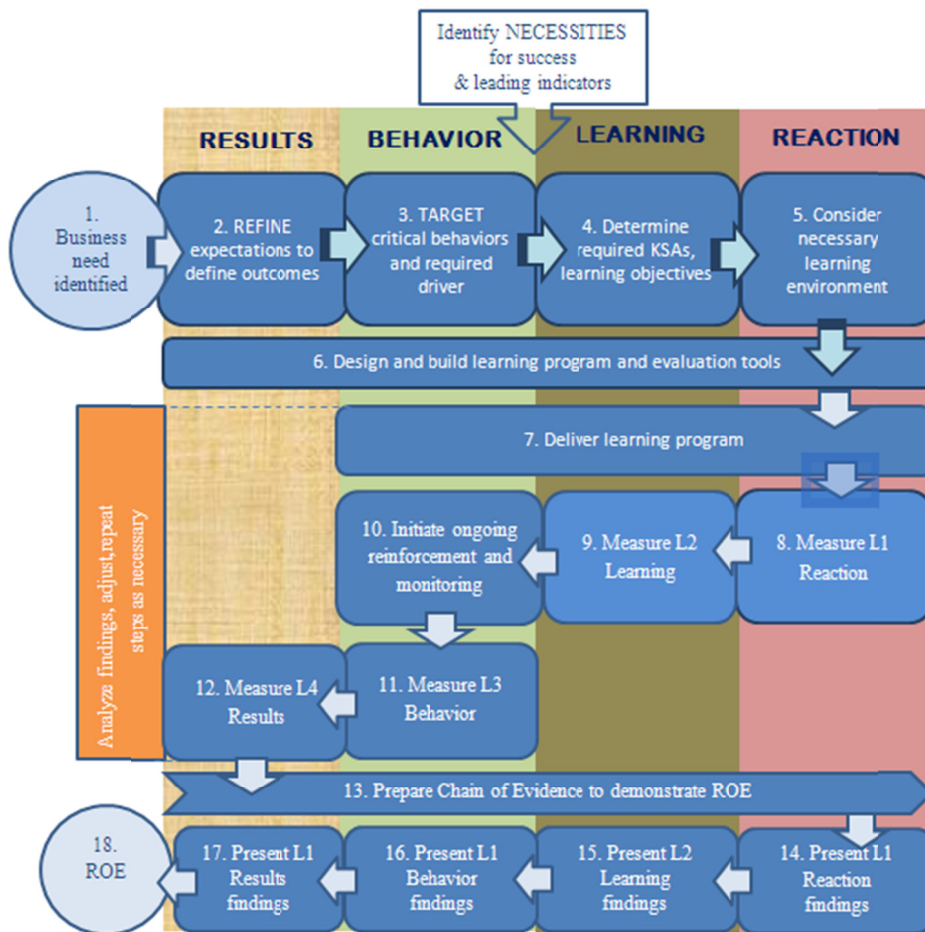 Identify NECESSITIES
for success
& leading indicators
RESULTS
BEHAVIOR
LEARNING
REACTION
1.
Business
need
identified
2. REFINE
expectations to
define outcomes
3. TARGET
critical behaviors
and required
driver
4. Determine
required KSAs,
learning objectives
5. Consider
necessary
learning
environment
6. Design and build learning program and evaluation tools
7. Deliver learning program
Analyze findings, adjust,repeat
steps as necessary
8. Measure L1
Reaction
9. Measure L2
Learning
10. Initiate ongoing
reinforcement and
monitoring
11. Measure L3
Behavior
12. Measure L4
Results
13. Prepare Chain of Evidence to demonstrate ROE
14. Present L1
Reaction
findings
15. Present L2
Learning
findings
16. Present L1
Behavior
findings
17. Present L1
Results
findings
18.
ROE